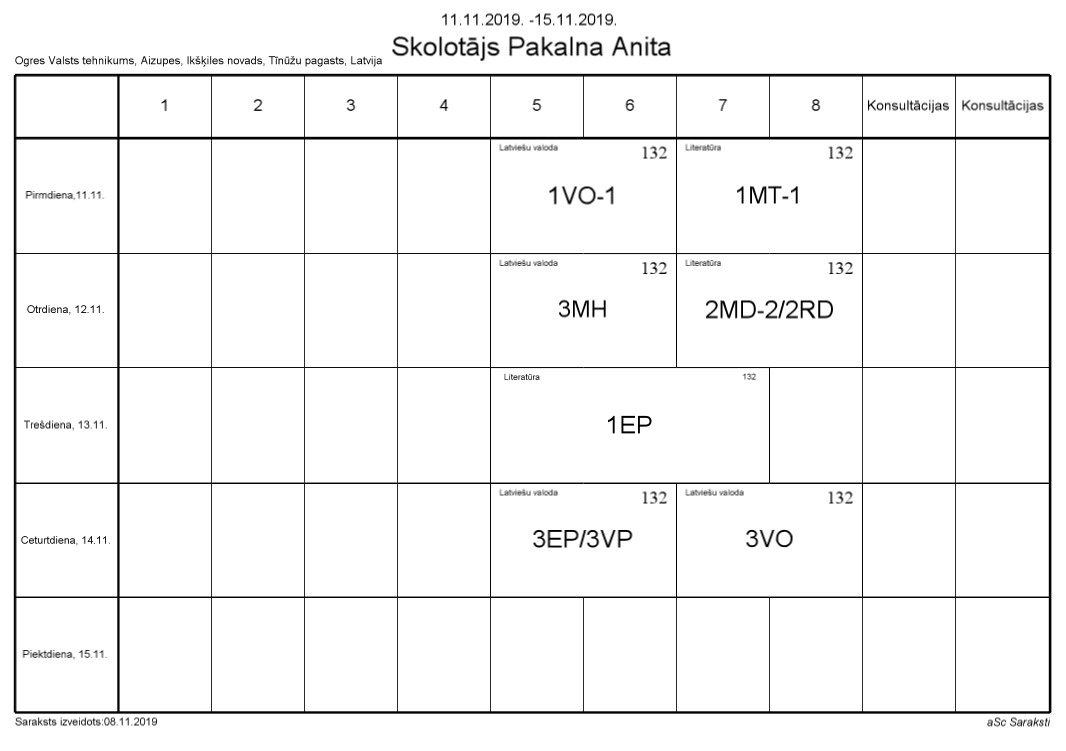 11.11.2019. -15.11.2019.
Skolotājs Pakalna Anita
Ogres Valsts tehnikums, Aizupes, Ikšķiles novads, Tīnūžu pagasts, Latvija
1 2 3 4 5 6 7 8 Konsultācijas Konsultācijas
Latviešu valoda 132 Literatūra 132
Pirmdiena,11.11. 1VO-1 1MT-1
Latviešu valoda 132 Literatūra 132
Otrdiena, 12.11. 3MH 2MD-2/2RD
Literatūra 132
Trešdiena, 13.11. 1EP
Latviešu valoda 132 Latviešu valoda 132
Ceturtdiena, 14.11. 3EP/3VP 3VO
Piektdiena, 15.11.
Saraksts izveidots:08.11.2019 aSc Saraksti